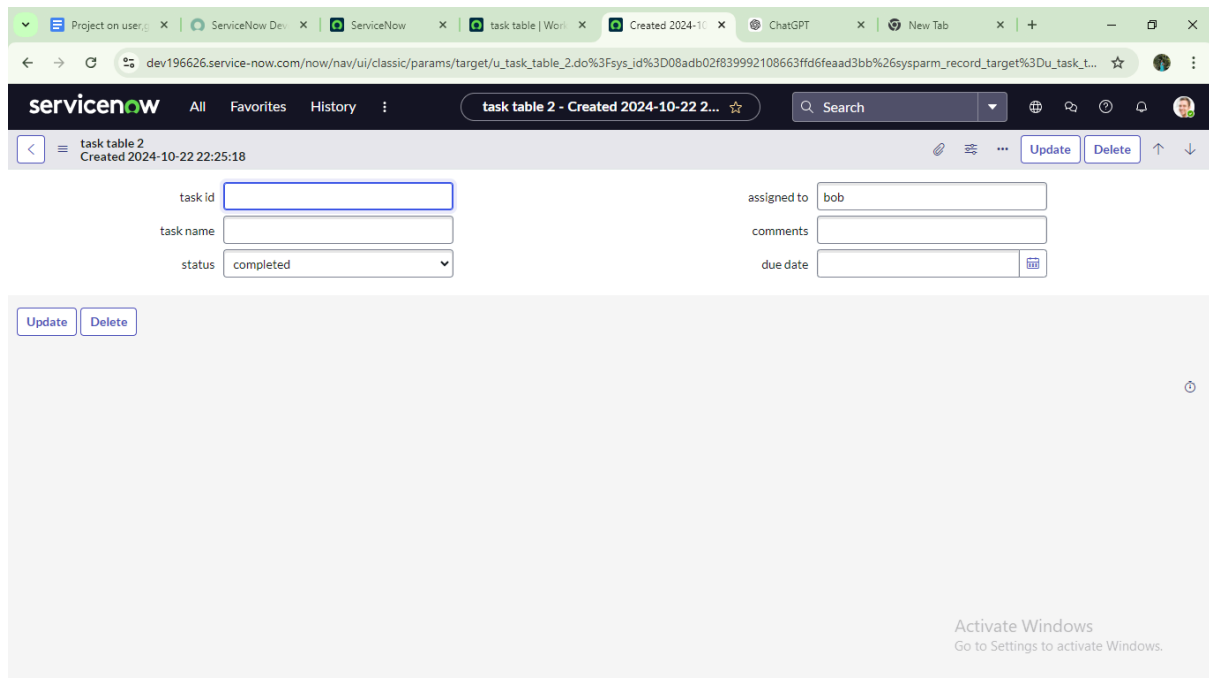 Project on user,g
ServiceNow Dev
ServiceNow
task table | Work
Created 2024-10
ChatGPT
New Tab
dev196626.service-now.com/now/nav/ui/classic/params/target/u_task_table_2.do%3Fsys_id%3D08adb02f839992108663ffd6feaad3bb%26sysparm_record_target%3Du_task_t...
servicenow All Favorites History task table 2 - Created 2024-10-22 2... Search
task table 2
Created 2024-10-22 22:25:18
Update Delete
task id
assigned to bob
task name
comments
status completed
due date
Update Delete
Activate Windows
Go to Settings to activate Windows.